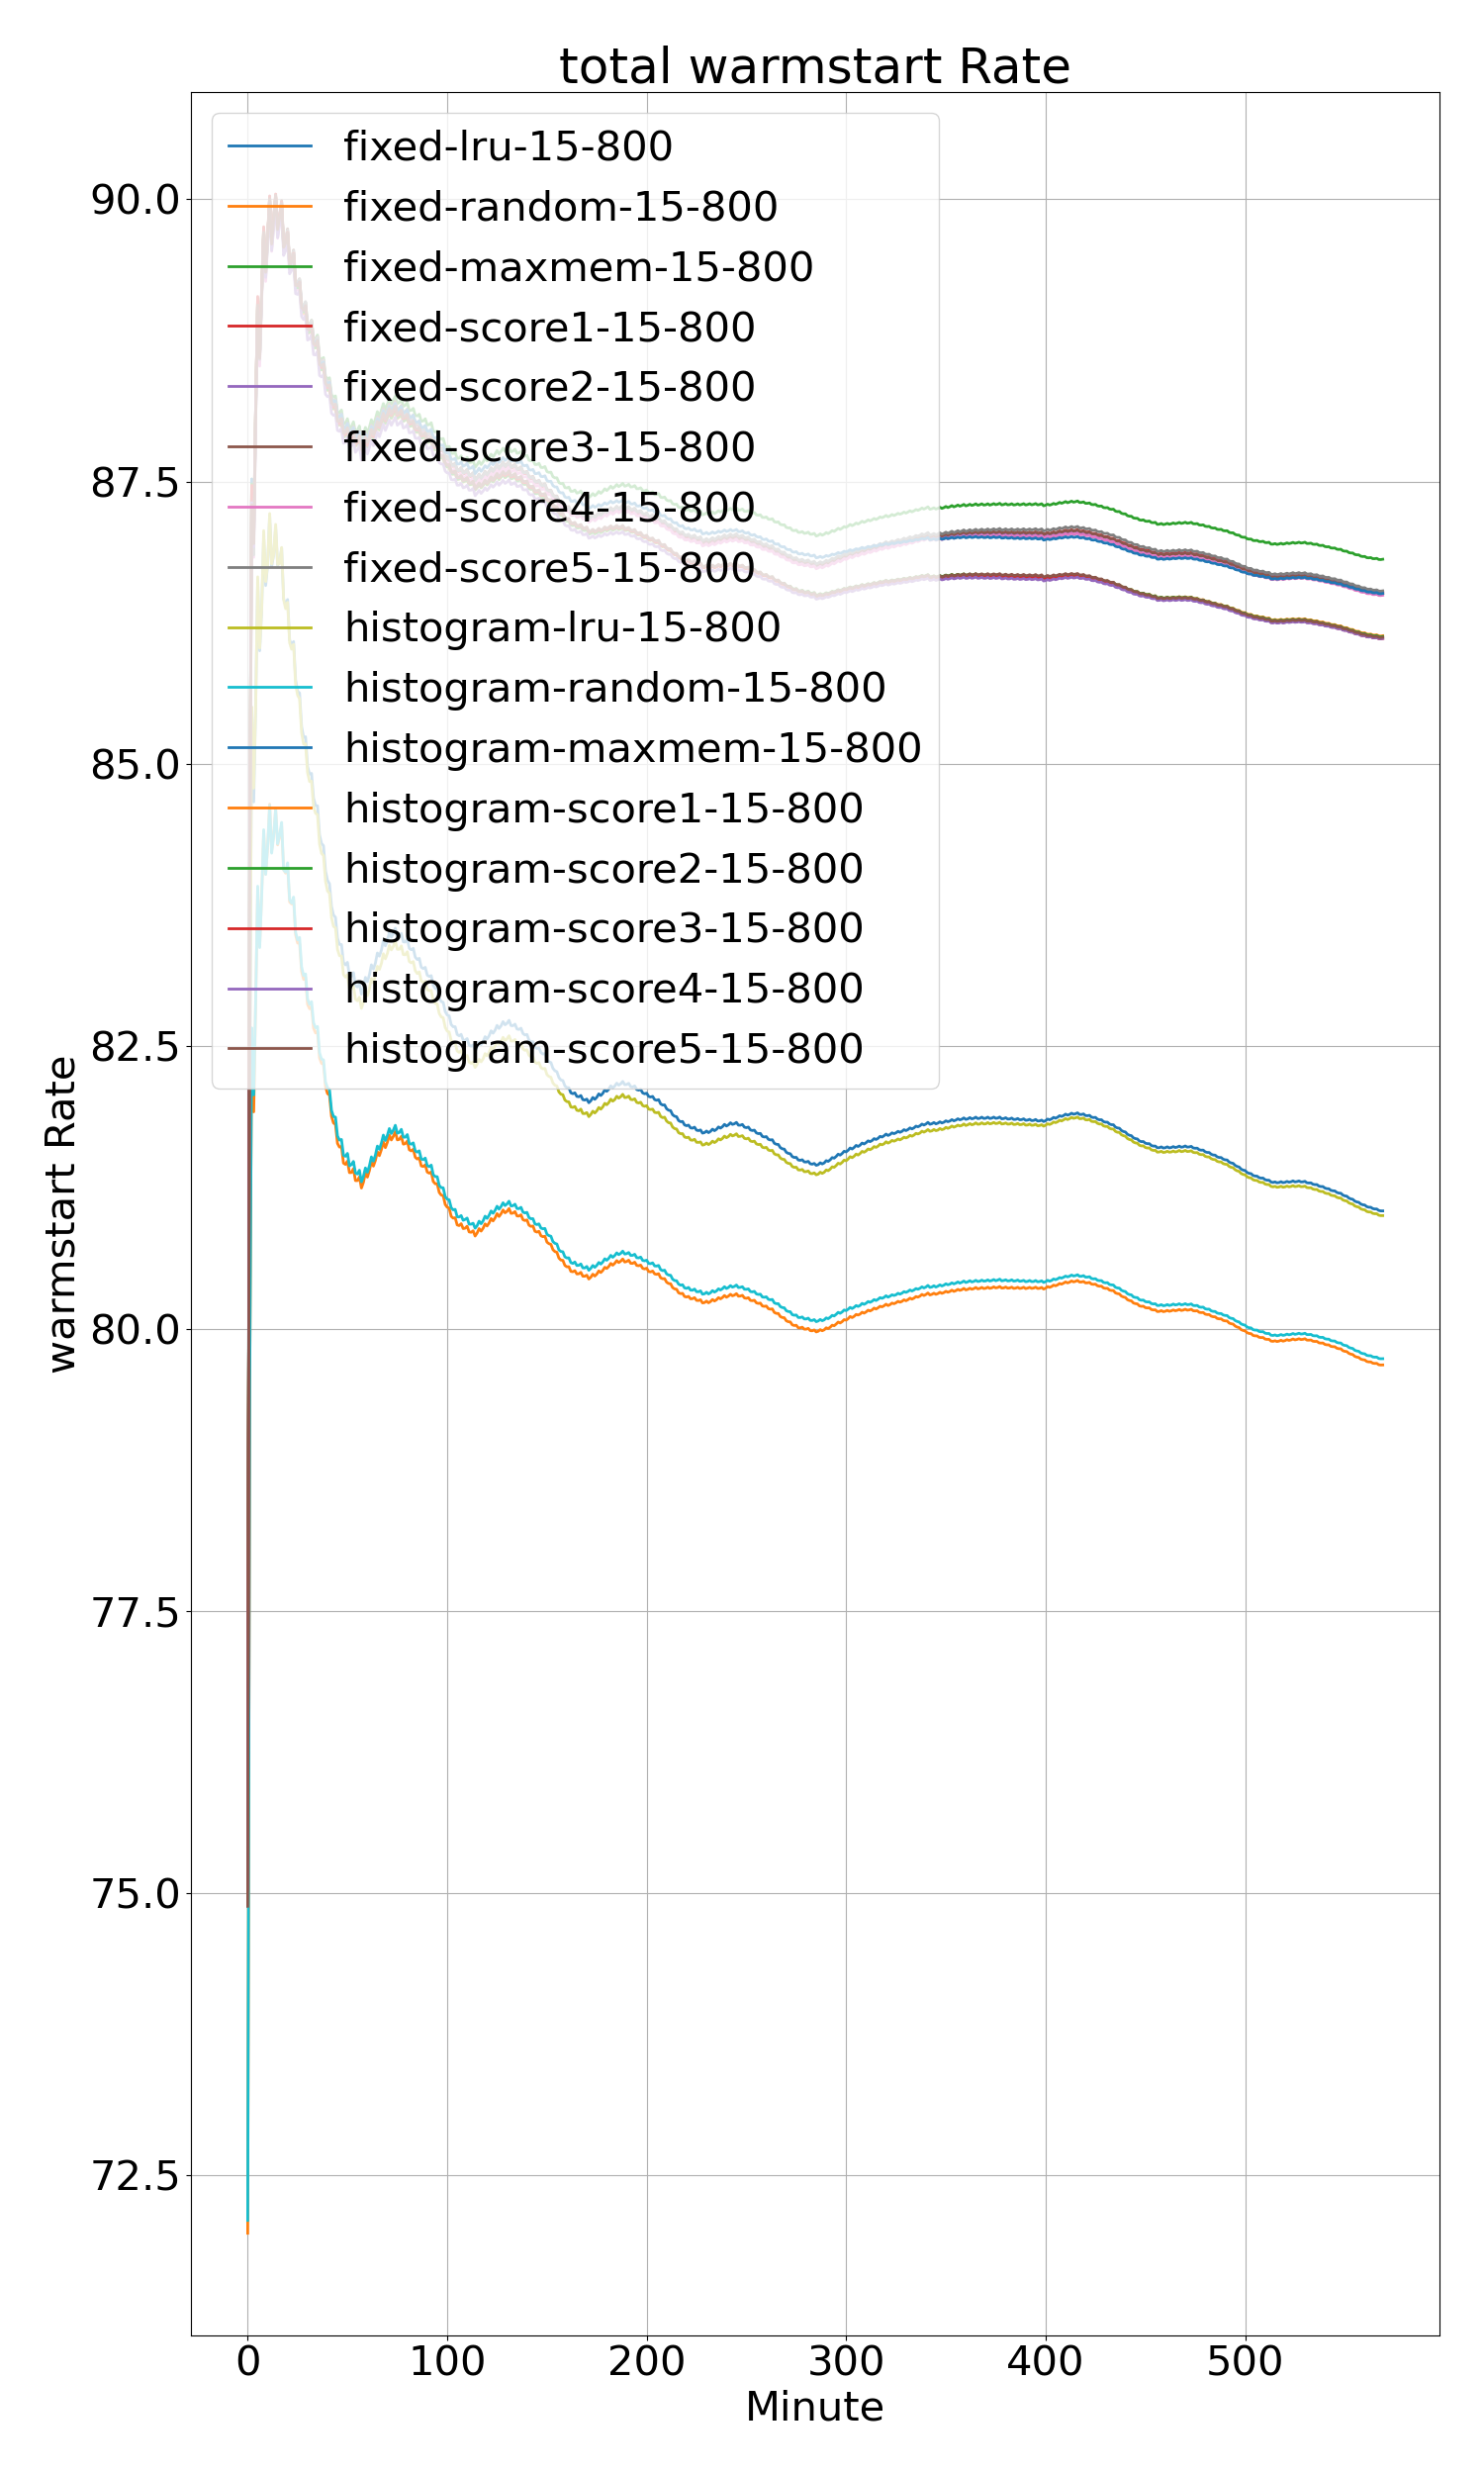 total warmstart Rate
fixed-lru-15-800
fixed-random-15-800
fixed-maxmem-15-800
fixed-score1-15-800
fixed-score2-15-800
fixed-score3-15-800
fixed-score4-15-800
fixed-score5-15-800
histogram-lru-15-800
histogram-random-15-800
histogram-maxmem-15-800
histogram-score1-15-800
histogram-score2-15-800
histogram-score3-15-800
histogram-score4-15-800
histogram-score5-15-800
90.0
87.5
85.0
82.5
80.0
77.5
75.0
72.5
warmstart Rate
0 100 200 300 400 500
Minute